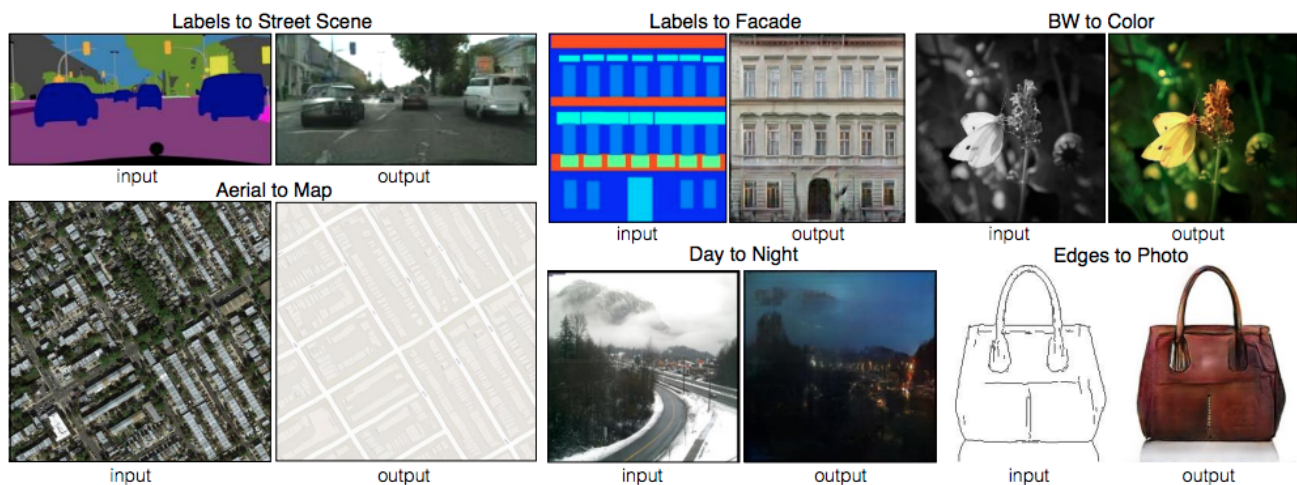 Labels to Street Scene
input
output
Aerial to Map
input
output
Labels to Facade
input
output
BW to Color
input
output
Day to Night
input
output
Edges to Photo
input
output